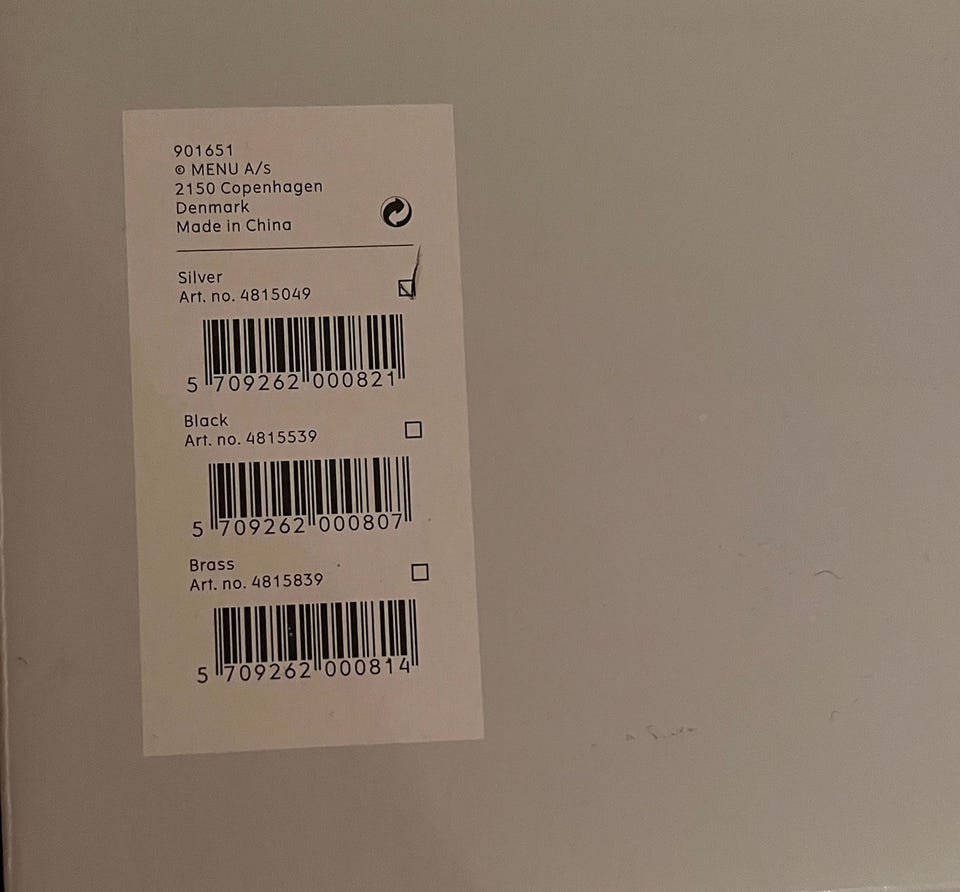 901651
© MENU A/s
2150 Copenhagen
Denmark
Made in China
Silver
Art. no. 4815049
5 709262 000821
Black
Art. no. 4815539
5 709262 000807
Brass
Art. no. 4815839
5 709262 000814